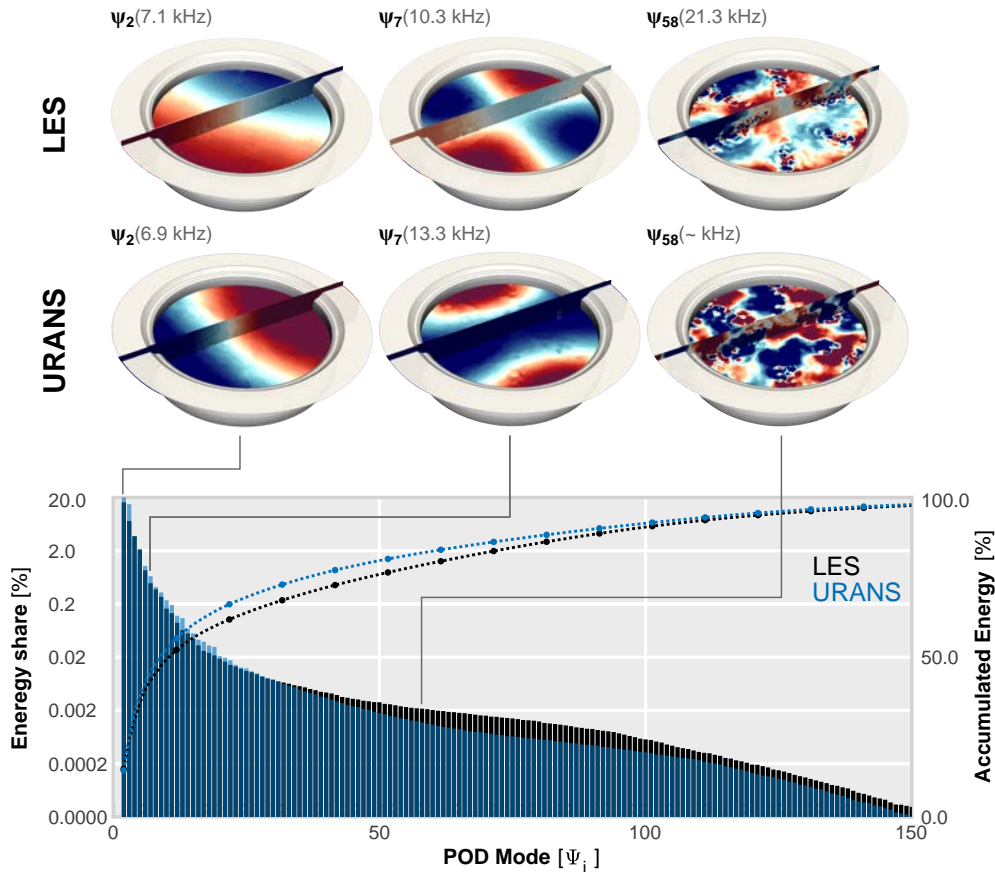 ψ2(7.1 kHz) ψ7(10.3 kHz) ψ58(21.3 kHz)
LES
ψ2(6.9 kHz) ψ7(13.3 kHz) ψ58(~ kHz)
URANS
20.0 100.0
2.0
LES
URANS
0.2
0.02 50.0
0.002
0.0002
0.0000 0.0
Eneregy share [%]
Accumulated Energy [%]
0 50 100 150
POD Mode [Ψi]